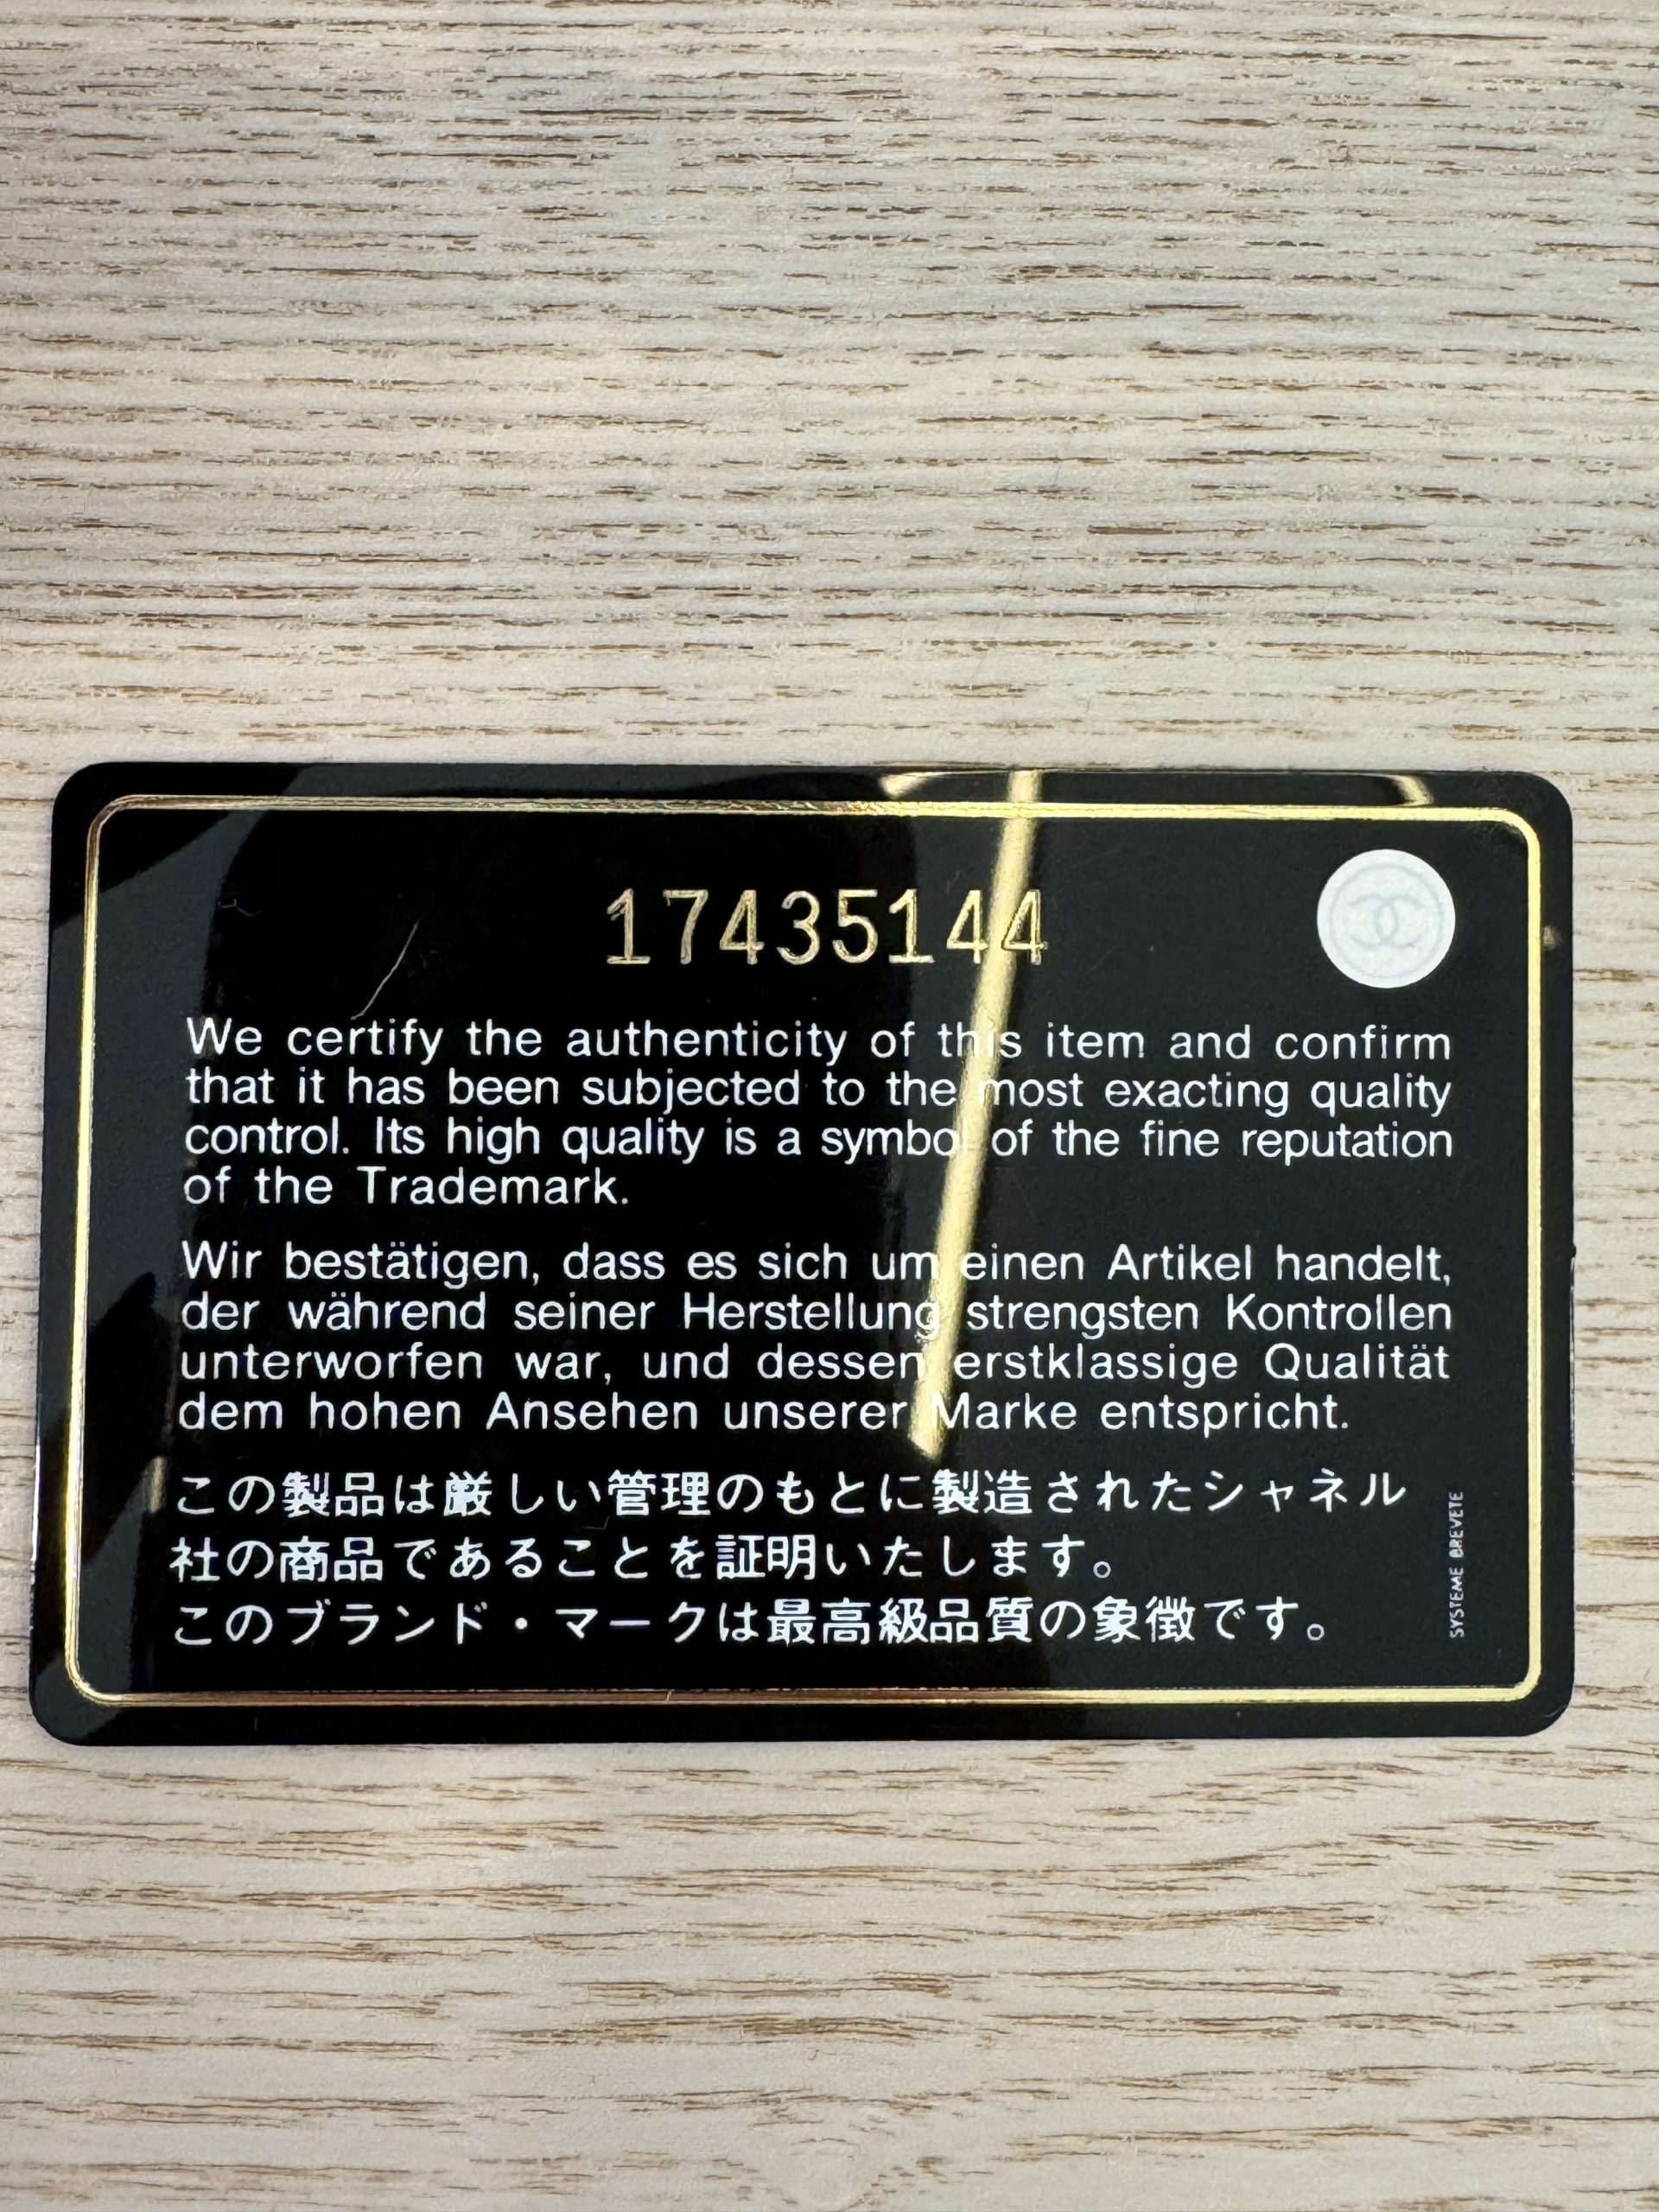 17435144
We certify the authenticity of this item and confirm
that it has been subjected to the most exacting quality
control. Its high quality is a symbol of the fine reputation
of the Trademark.
Wir bestätigen, dass es sich um einen Artikel handelt,
der während seiner Herstellung strengsten Kontrollen
unterworfen war, und dessen erstklassige Qualität
dem hohen Ansehen unserer Marke entspricht.
この製品は厳しい管理のもとに製造されたシャネル
社の商品であることを証明いたします。
このブランド・マークは最高級品質の象徴です。
SYSTEME BREVETE